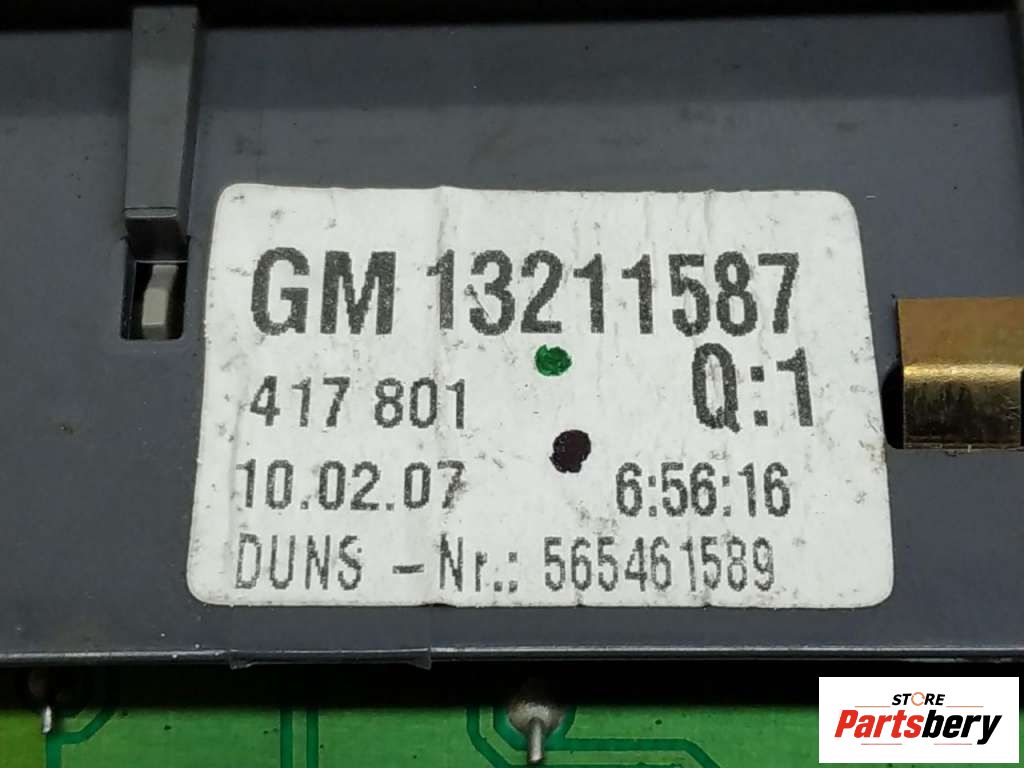 GM 13211587
417 801 Q:1
10.02.07 6:56:16
DUNS - Nr.: 565461589
STORE
Partsbery